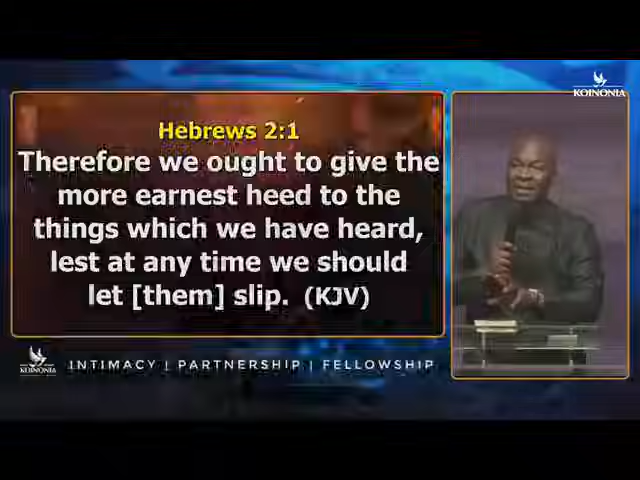 KOINONIA
Hebrews 2:1
Therefore we ought to give the
more earnest heed to the
things which we have heard,
lest at any time we should
let [them] slip. (KJV)
KOINONIA
INTIMACY | PARTNERSHIP | FELLOWSHIP